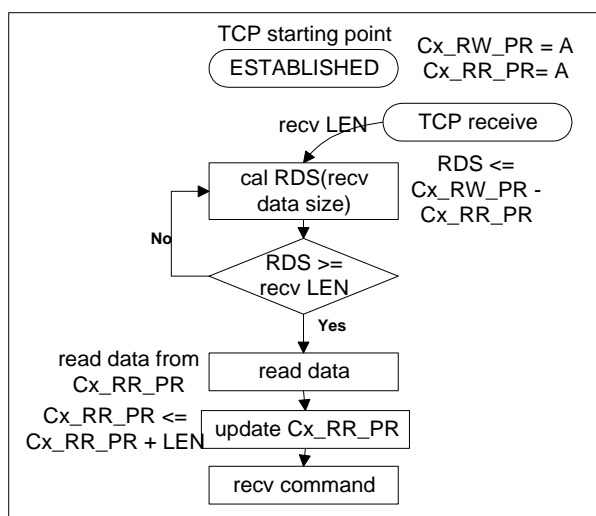 TCP starting point
ESTABLISHED
Cx_RW_PR = A
Cx_RR_PR= A
recv LEN
TCP receive
cal RDS(recv
data size)
RDS <=
Cx_RW_PR -
Cx_RR_PR
No
RDS >=
recv LEN
Yes
read data from
Cx_RR_PR
read data
Cx_RR_PR <=
Cx_RR_PR + LEN
update Cx_RR_PR
recv command